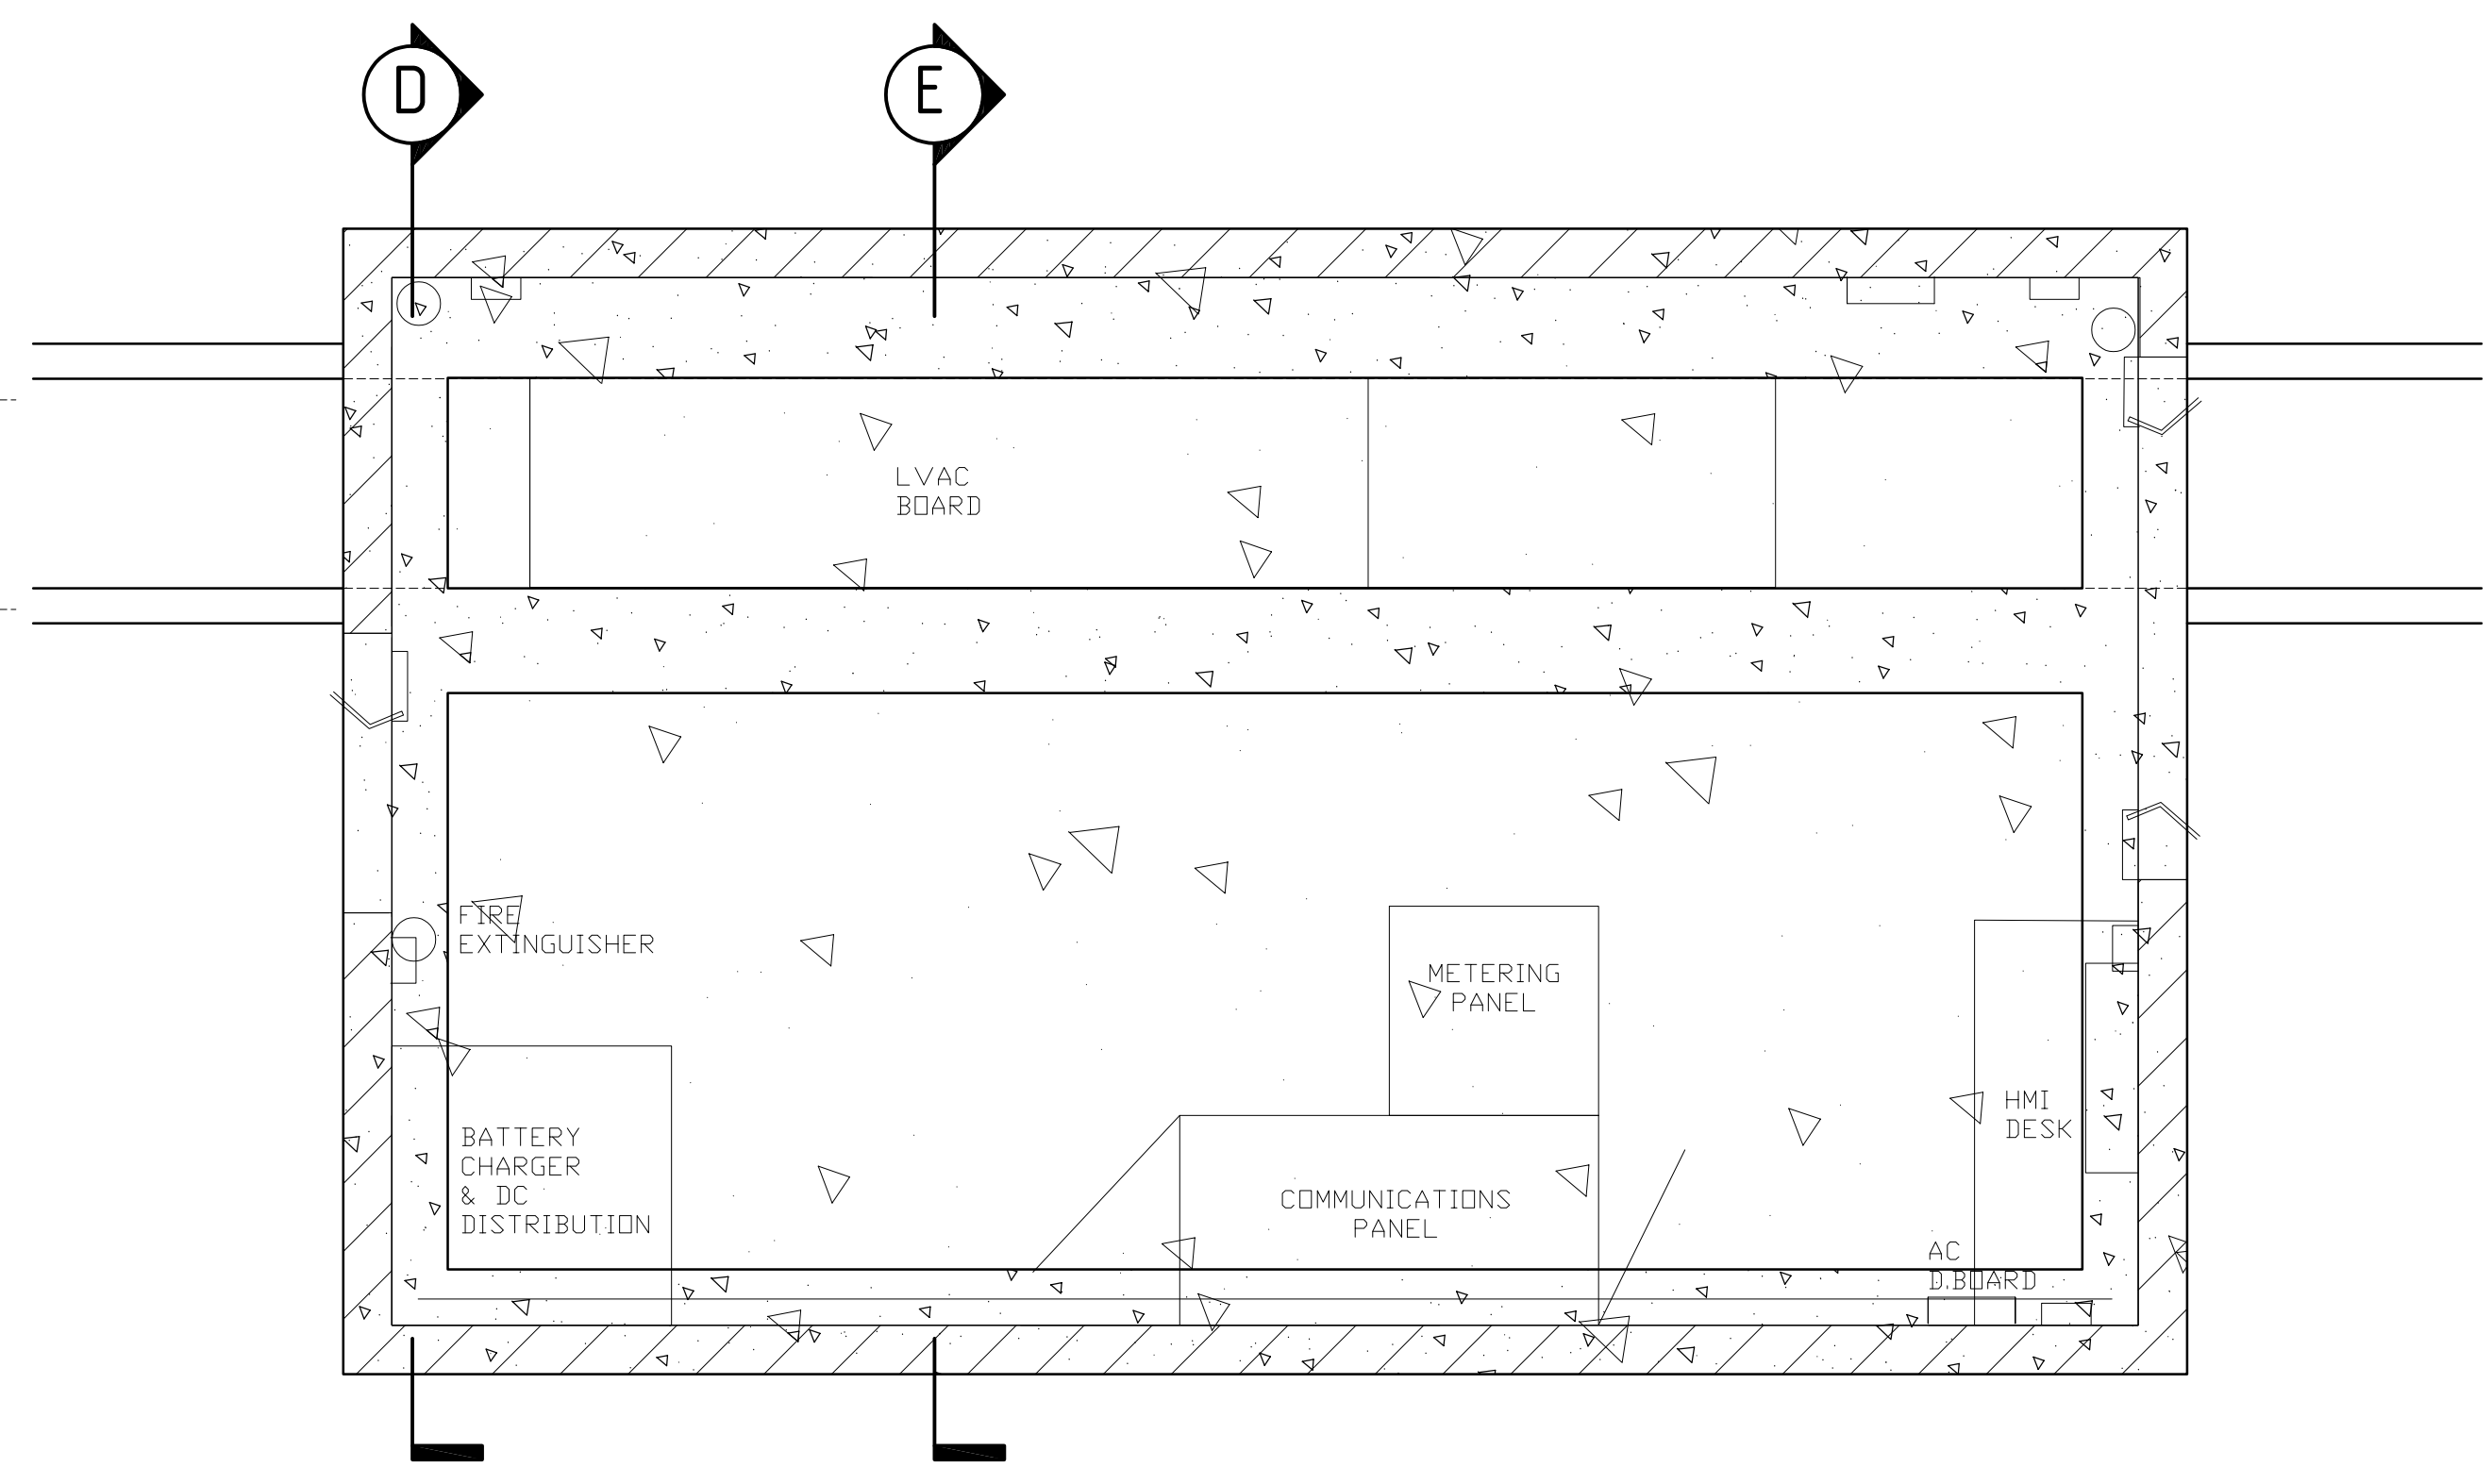 D
E
LVAC
BOARD
FIRE
EXTINGUISHER
METERING
PANEL
HMI
DESK
BATTERY
CHARGER
& DC
DISTRIBUTION
COMMUNICATIONS
PANEL
AC
D.BOARD